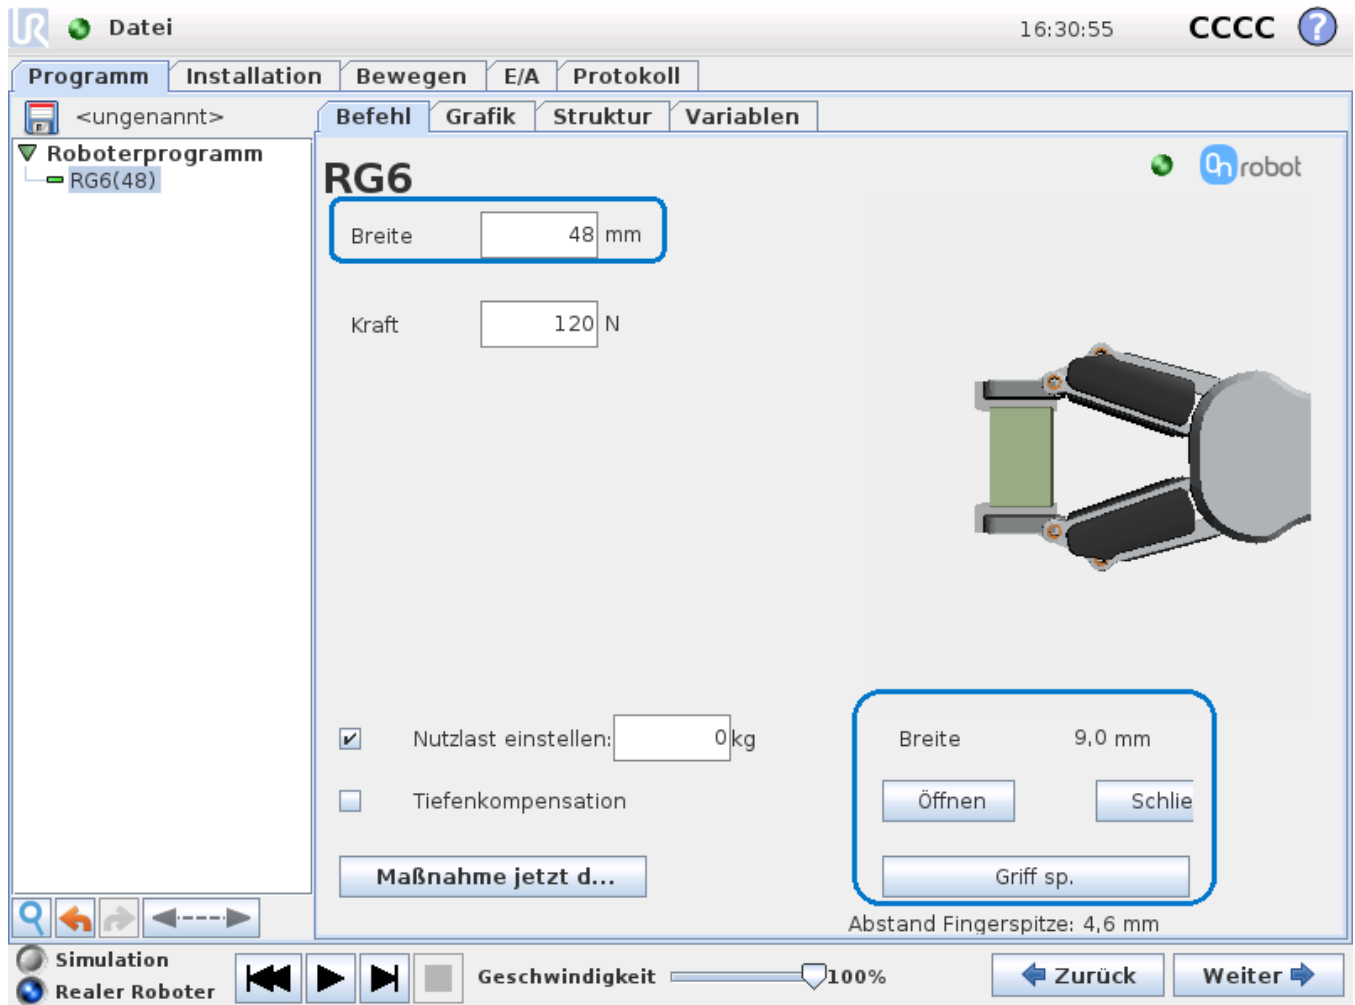 UR Datei 16:30:55 CCCC ?
Programm Installation Bewegen E/A Protokoll
<ungenannt>
Befehl Grafik Struktur Variablen
Roboterprogramm
RG6(48)
RG6
On robot
Breite 48 mm
Kraft 120 N
Nutzlast einstellen: 0 kg
Tiefenkompensation
Maßnahme jetzt d...
Breite 9,0 mm
Öffnen Schlie
Griff sp.
Abstand Fingerspitze: 4,6 mm
Simulation
Realer Roboter
Geschwindigkeit 100%
Zurück Weiter